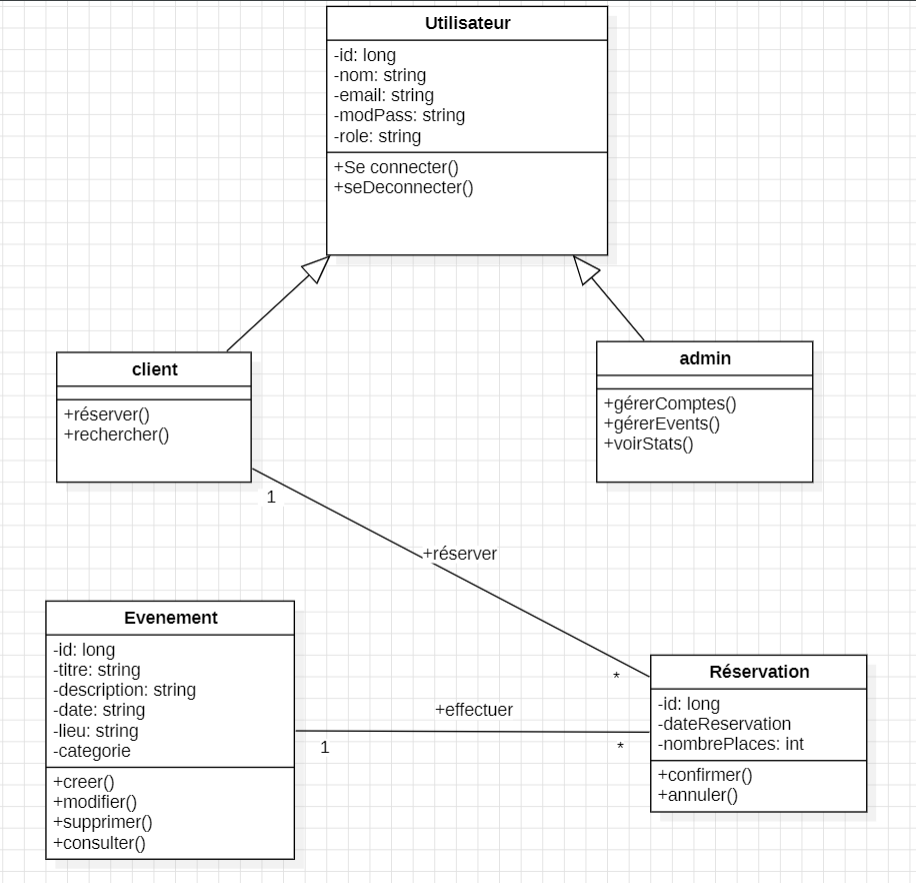 Utilisateur
-id: long
-nom: string
-email: string
-modPass: string
-role: string
+Se connecter()
+seDeconnecter()
client
+réserver()
+rechercher()
admin
+gérerComptes()
+gérerEvents()
+voirStats()
1
+réserver
*
Evenement
-id: long
-titre: string
-description: string
-date: string
-lieu: string
-categorie
+creer()
+modifier()
+supprimer()
+consulter()
+effectuer
1
*
Réservation
-id: long
-dateReservation
-nombrePlaces: int
+confirmer()
+annuler()